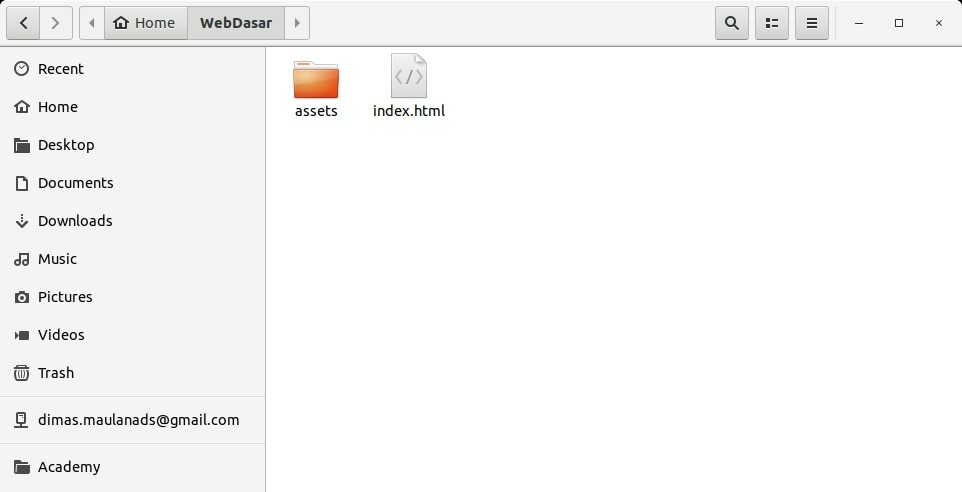 Home
WebDasar
Recent
assets
index.html
Home
Desktop
Documents
Downloads
Music
Pictures
Videos
Trash
dimas.maulanads@gmail.com
Academy